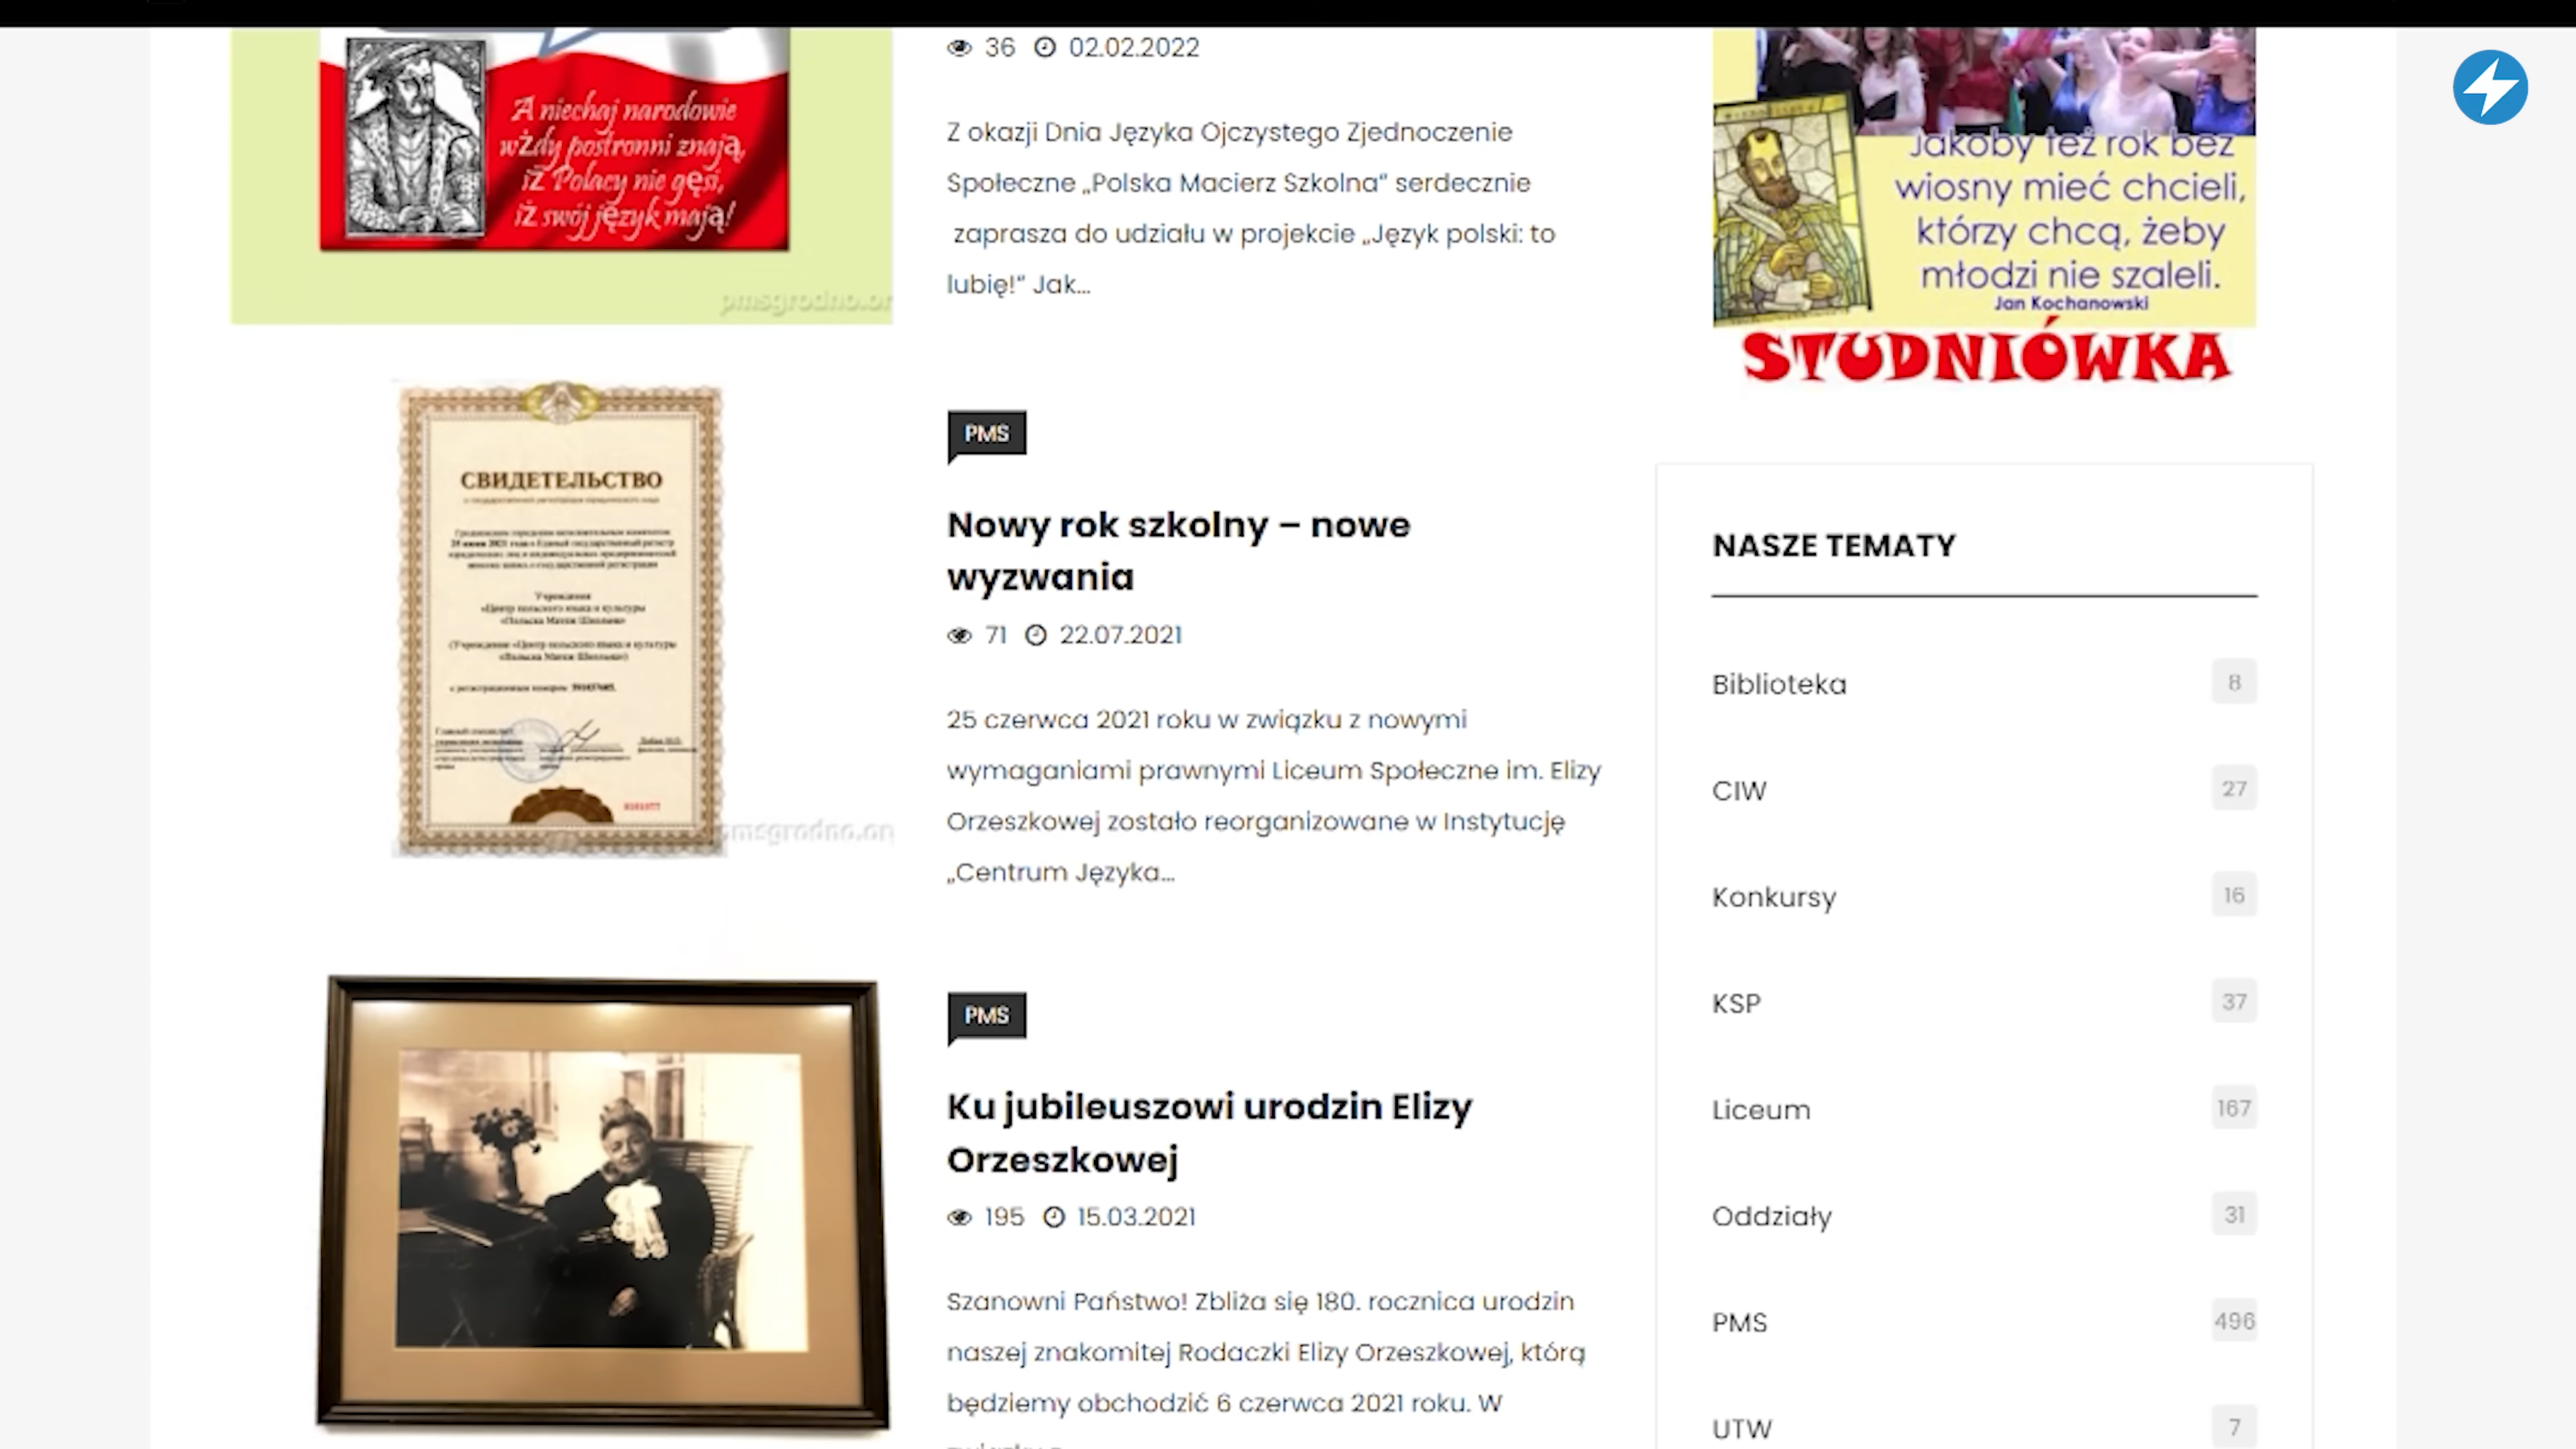 A niechaj narodowie
wżdy postronni znają,
iż Polacy nie gęsi,
iż swój język mają!
36 02.02.2022
Z okazji Dnia Języka Ojczystego Zjednoczenie
Społeczne „Polska Macierz Szkolna” serdecznie
zaprasza do udziału w projekcie „Język polski: to
lubię!” Jak...
СВИДЕТЕЛЬСТВО
Учреждения
PMS
Nowy rok szkolny – nowe
wyzwania
71 22.07.2021
25 czerwca 2021 roku w związku z nowymi
wymaganiami prawnymi Liceum Społeczne im. Elizy
Orzeszkowej zostało reorganizowane w Instytucję
„Centrum Języka...
PMS
Ku jubileuszowi urodzin Elizy
Orzeszkowej
195 15.03.2021
Szanowni Państwo! Zbliża się 180. rocznica urodzin
naszej znakomitej Rodaczki Elizy Orzeszkowej, którą
będziemy obchodzić 6 czerwca 2021 roku. W
Jakoby też rok bez
wiosny mieć chcieli,
którzy chcą, żeby
młodzi nie szaleli.
Jan Kochanowski
STUDNIÓWKA
NASZE TEMATY
Biblioteka 8
CIW 27
Konkursy 16
KSP 37
Liceum 167
Oddziały 31
PMS 496
UTW 7